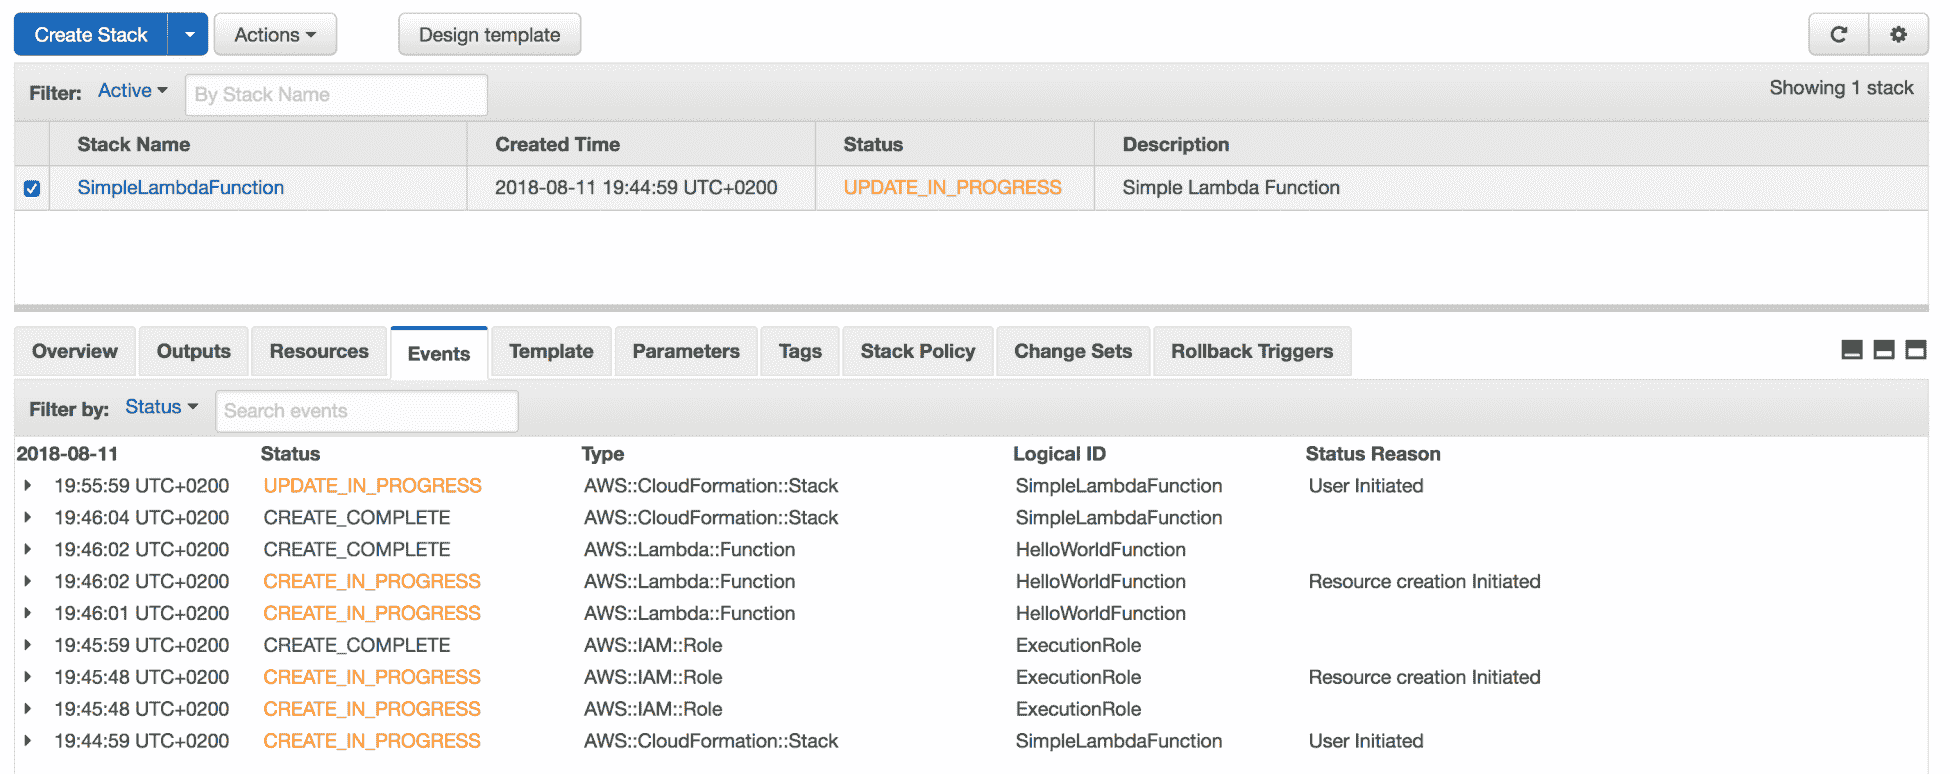 Create Stack Actions Design template
Filter: Active By Stack Name Showing 1 stack
Stack Name Created Time Status Description
SimpleLambdaFunction 2018-08-11 19:44:59 UTC+0200 UPDATE_IN_PROGRESS Simple Lambda Function
Overview Outputs Resources Events Template Parameters Tags Stack Policy Change Sets Rollback Triggers
Filter by: Status Search events
2018-08-11 Status Type Logical ID Status Reason
19:55:59 UTC+0200 UPDATE_IN_PROGRESS AWS::CloudFormation::Stack SimpleLambdaFunction User Initiated
19:46:04 UTC+0200 CREATE_COMPLETE AWS::CloudFormation::Stack SimpleLambdaFunction
19:46:02 UTC+0200 CREATE_COMPLETE AWS::Lambda::Function HelloWorldFunction
19:46:02 UTC+0200 CREATE_IN_PROGRESS AWS::Lambda::Function HelloWorldFunction Resource creation Initiated
19:46:01 UTC+0200 CREATE_IN_PROGRESS AWS::Lambda::Function HelloWorldFunction
19:45:59 UTC+0200 CREATE_COMPLETE AWS::IAM::Role ExecutionRole
19:45:48 UTC+0200 CREATE_IN_PROGRESS AWS::IAM::Role ExecutionRole Resource creation Initiated
19:45:48 UTC+0200 CREATE_IN_PROGRESS AWS::IAM::Role ExecutionRole
19:44:59 UTC+0200 CREATE_IN_PROGRESS AWS::CloudFormation::Stack SimpleLambdaFunction User Initiated